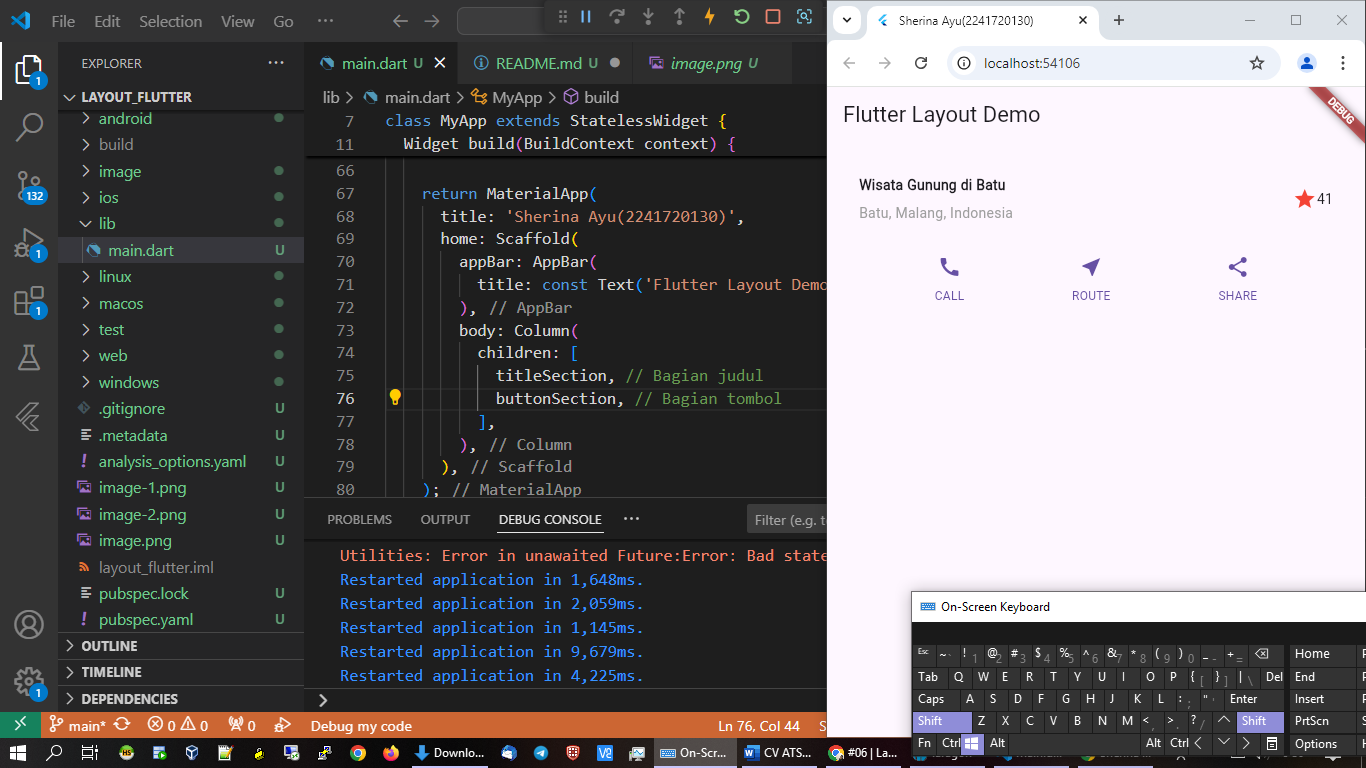 File Edit Selection View Go ···
Sherina Ayu(2241720130)
localhost:54106
EXPLORER
main.dart U
README.md U
image.png U
LAYOUT_FLUTTER
lib > main.dart > MyApp > build
android
build
image
ios
lib
main.dart U
linux
macos
test
web
windows
.gitignore U
.metadata U
analysis_options.yaml U
image-1.png U
image-2.png U
image.png U
layout_flutter.iml
pubspec.lock U
pubspec.yaml U
OUTLINE
TIMELINE
DEPENDENCIES
1
132
1
1
1
7 class MyApp extends StatelessWidget {
11 Widget build(BuildContext context) {
66
67 return MaterialApp(
68 title: 'Sherina Ayu(2241720130)',
69 home: Scaffold(
70 appBar: AppBar(
71 title: const Text('Flutter Layout Demo
72 ), // AppBar
73 body: Column(
74 children: [
75 titleSection, // Bagian judul
76 buttonSection, // Bagian tombol
77 ],
78 ), // Column
79 ), // Scaffold
80 ); // MaterialApp
PROBLEMS OUTPUT DEBUG CONSOLE ··· Filter (e.g. te
Utilities: Error in unawaited Future:Error: Bad state
Restarted application in 1,648ms.
Restarted application in 2,059ms.
Restarted application in 1,145ms.
Restarted application in 9,679ms.
Restarted application in 4,225ms.
main* 0 0 0 Debug my code Ln 76, Col 44 S
Flutter Layout Demo
DEBUG
Wisata Gunung di Batu
Batu, Malang, Indonesia
41
CALL ROUTE SHARE
On-Screen Keyboard
Esc ~ ` ! 1 @ 2 # 3 $ 4 % 5 ^ 6 & 7 * 8 ( 9 ) 0 _ - + = Home
Tab Q W E R T Y U I O P { [ } ] | \ Del End
Caps A S D F G H J K L : ; " ' Enter Insert
Shift Z X C V B N M < , > . ? / Shift PrtScn
Fn Ctrl Alt Alt Ctrl Options
Downlo... On-Scr... CV ATS... #06 | La...